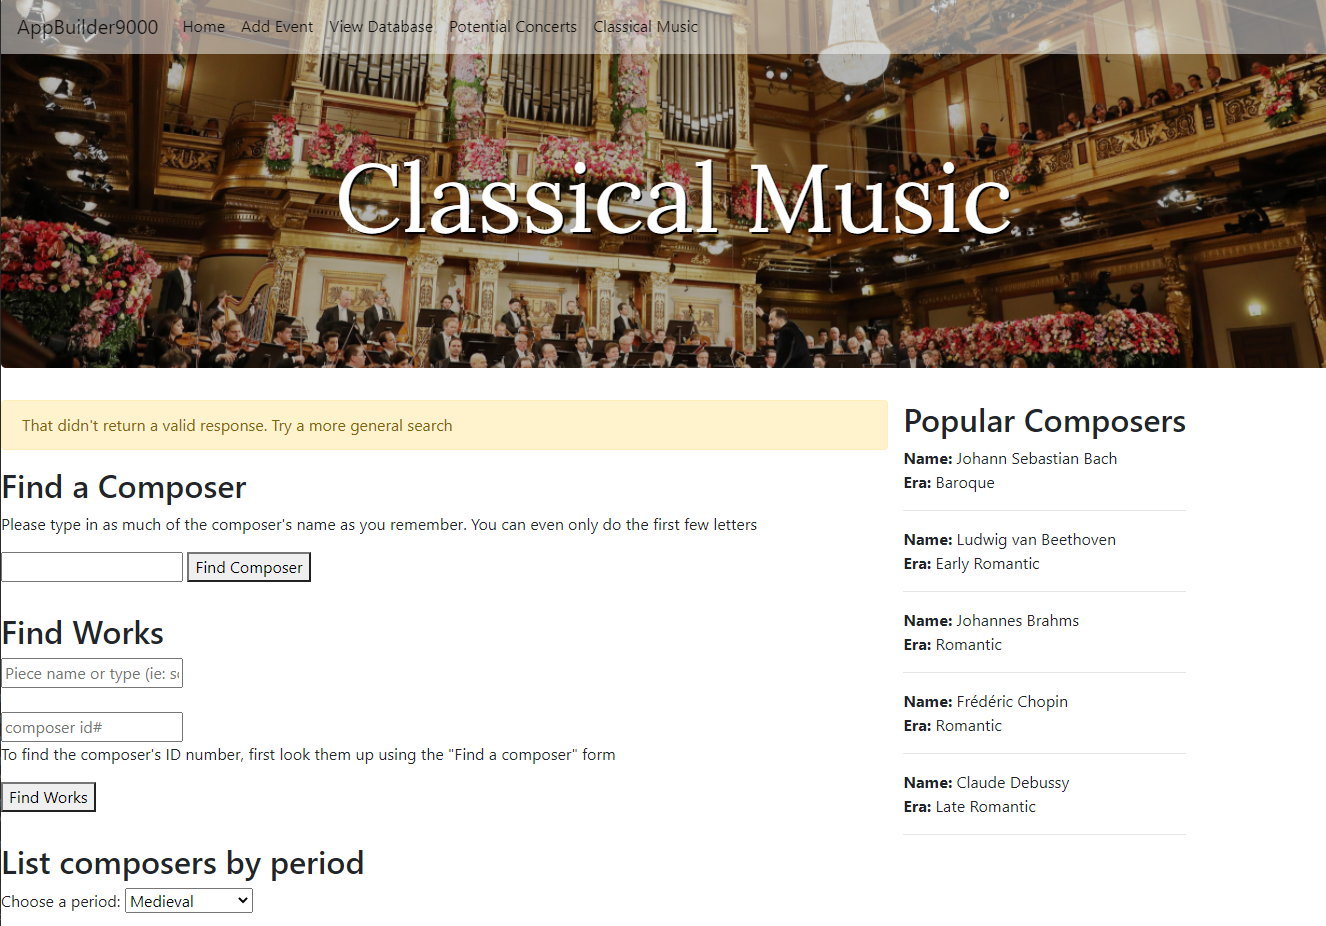 AppBuilder9000 Home Add Event View Database Potential Concerts Classical Music
Classical Music
That didn't return a valid response. Try a more general search
Find a Composer
Please type in as much of the composer's name as you remember. You can even only do the first few letters
Find Composer
Find Works
Piece name or type (ie:
composer id#
To find the composer's ID number, first look them up using the "Find a composer" form
Find Works
List composers by period
Choose a period: Medieval
Popular Composers
Name: Johann Sebastian Bach
Era: Baroque
Name: Ludwig van Beethoven
Era: Early Romantic
Name: Johannes Brahms
Era: Romantic
Name: Frédéric Chopin
Era: Romantic
Name: Claude Debussy
Era: Late Romantic